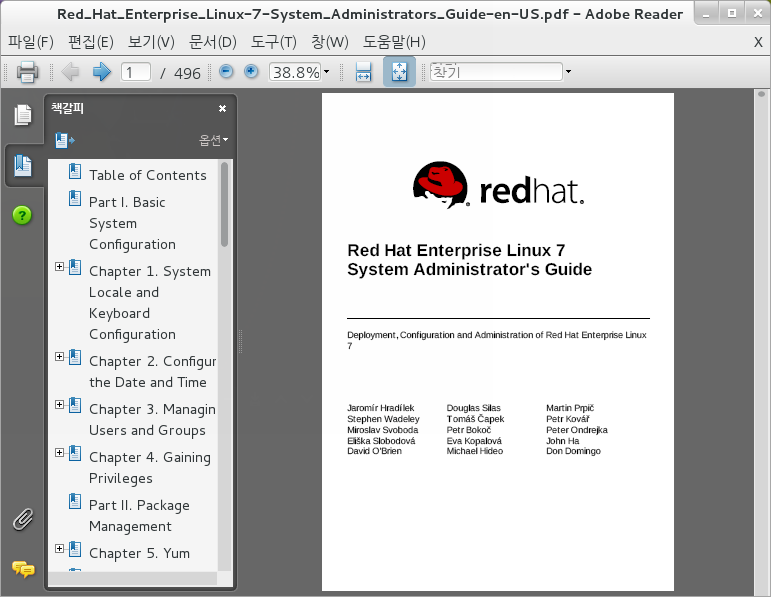 Red_Hat_Enterprise_Linux-7-System_Administrators_Guide-en-US.pdf - Adobe Reader
파일(F) 편집(E) 보기(V) 문서(D) 도구(T) 창(W) 도움말(H) X
1 / 496 38.8% 찾기
책갈피 ×
옵션
Table of Contents
Part I. Basic
System
Configuration
Chapter 1. System
Locale and
Keyboard
Configuration
Chapter 2. Configur
the Date and Time
Chapter 3. Managin
Users and Groups
Chapter 4. Gaining
Privileges
Part II. Package
Management
Chapter 5. Yum
redhat.
Red Hat Enterprise Linux 7
System Administrator's Guide
Deployment, Configuration and Administration of Red Hat Enterprise Linux
7
Jaromír Hradílek Douglas Silas Martin Prpič
Stephen Wadeley Tomáš Čapek Petr Kovář
Miroslav Svoboda Petr Bokoč Peter Ondrejka
Eliška Slobodová Eva Kopalová John Ha
David O'Brien Michael Hideo Don Domingo